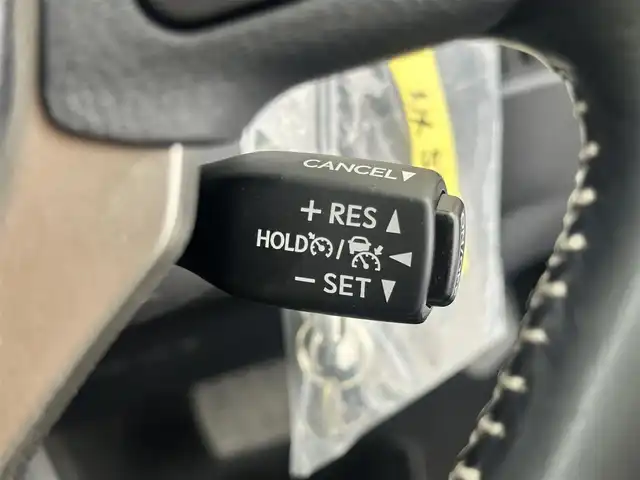 CANCEL▼
+ RES ▲
HOLD / ◀
− SET ▼